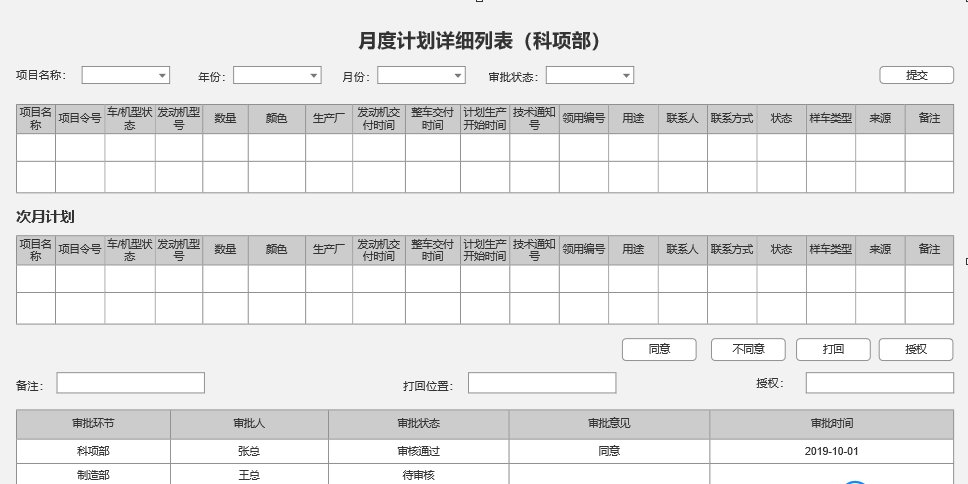 月度计划详细列表（科项部）
项目名称： 年份： 月份： 审批状态： 提交
项目名称 项目令号 车/机型状态 发动机型号 数量 颜色 生产厂 发动机交付时间 整车交付时间 计划生产开始时间 技术通知号 领用编号 用途 联系人 联系方式 状态 样车类型 来源 备注
次月计划
项目名称 项目令号 车/机型状态 发动机型号 数量 颜色 生产厂 发动机交付时间 整车交付时间 计划生产开始时间 技术通知号 领用编号 用途 联系人 联系方式 状态 样车类型 来源 备注
同意 不同意 打回 授权
备注： 打回位置： 授权：
审批环节 审批人 审批状态 审批意见 审批时间
科项部 张总 审核通过 同意 2019-10-01
制造部 王总 待审核